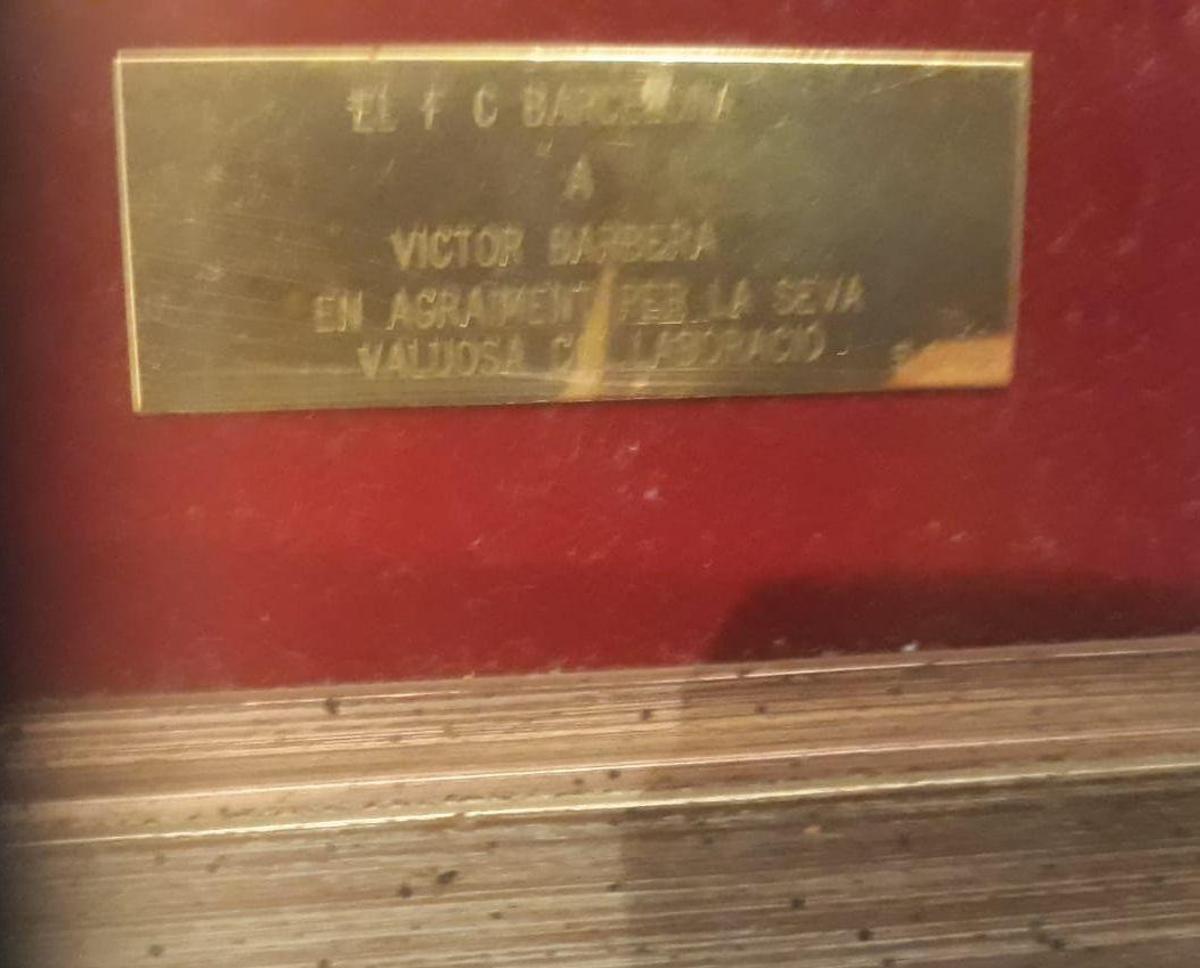 EL F C BARCELONA
A
VICTOR BARBERA
EN AGRAIMENT PER LA SEVA
VALUOSA COL LABORACIO